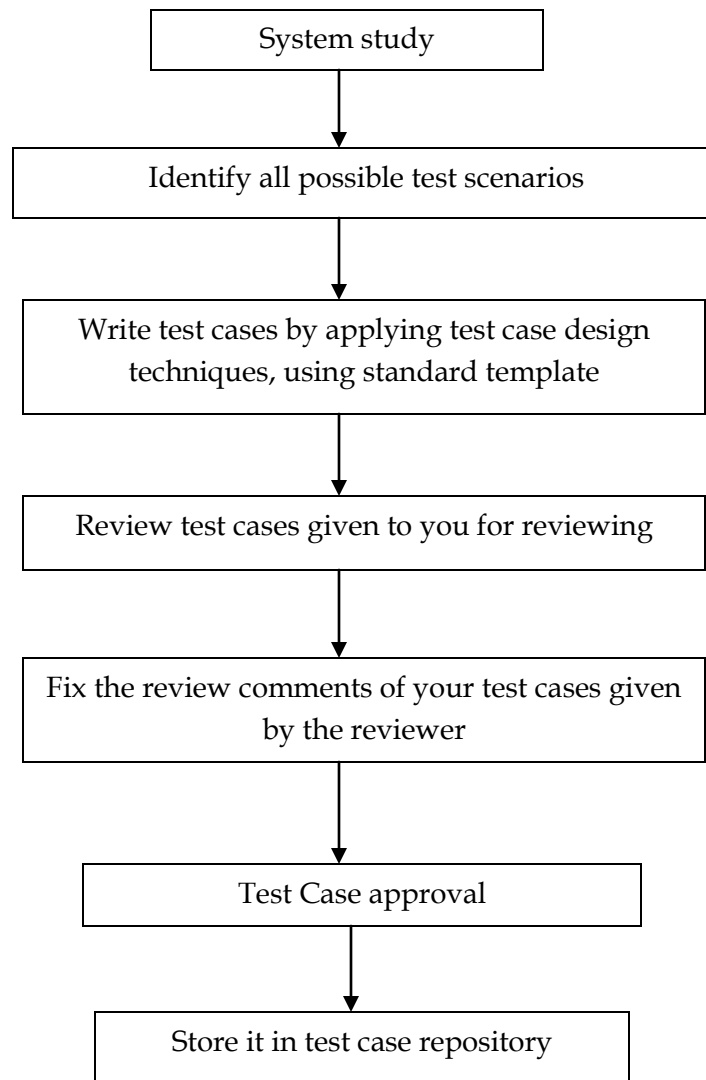 System study
Identify all possible test scenarios
Write test cases by applying test case design
techniques, using standard template
Review test cases given to you for reviewing
Fix the review comments of your test cases given
by the reviewer
Test Case approval
Store it in test case repository